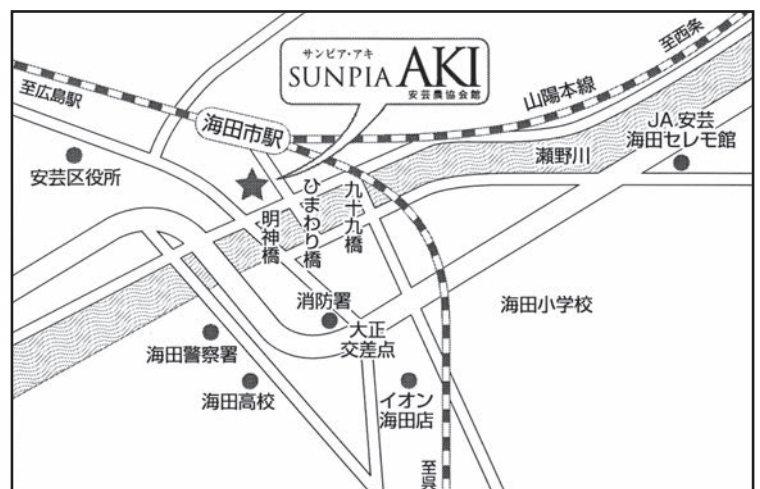 サンピア・アキ
SUNPIA AKI
安芸農協会館
至西条
至広島駅
山陽本線
海田市駅
JA.安芸
海田セレモ館
瀬野川
安芸区役所
明神橋
ひまわり橋
九十九橋
消防署
海田小学校
大正
交差点
海田警察署
海田高校
イオン
海田店
至呉